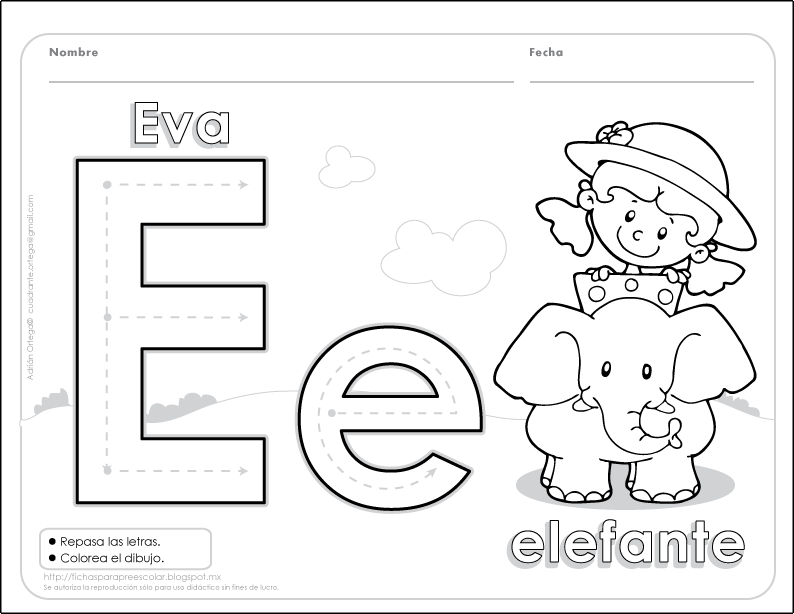 Nombre
Fecha
Eva
E e
elefante
Adrián Ortega© cuadrante.ortega@gmail.com
• Repasa las letras.
• Colorea el dibujo.
http://fichasparapreescolar.blogspot.mx
Se autoriza la reproducción sólo para uso didáctico sin fines de lucro.